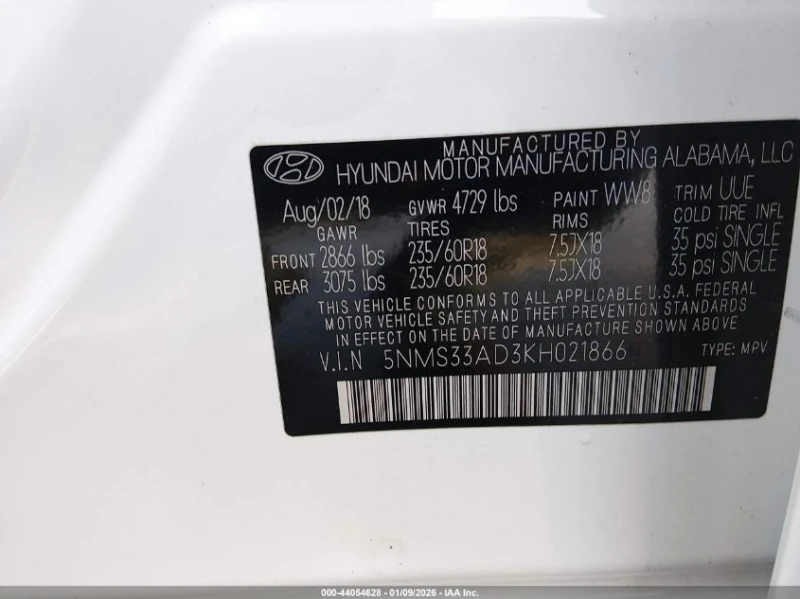 MANUFACTURED BY
HYUNDAI MOTOR MANUFACTURING ALABAMA, LLC
Aug/02/18 GVWR 4729 lbs PAINT WW8 TRIM UUE
GAWR TIRES RIMS COLD TIRE INFL
FRONT 2866 lbs 235/60R18 7.5JX18 35 psi SINGLE
REAR 3075 lbs 235/60R18 7.5JX18 35 psi SINGLE
THIS VEHICLE CONFORMS TO ALL APPLICABLE U.S.A. FEDERAL
MOTOR VEHICLE SAFETY AND THEFT PREVENTION STANDARDS
IN EFFECT ON THE DATE OF MANUFACTURE SHOWN ABOVE.
V.I.N 5NMS33AD3KH021866 TYPE: MPV
000-44054628 - 01/09/2026 - IAA Inc.